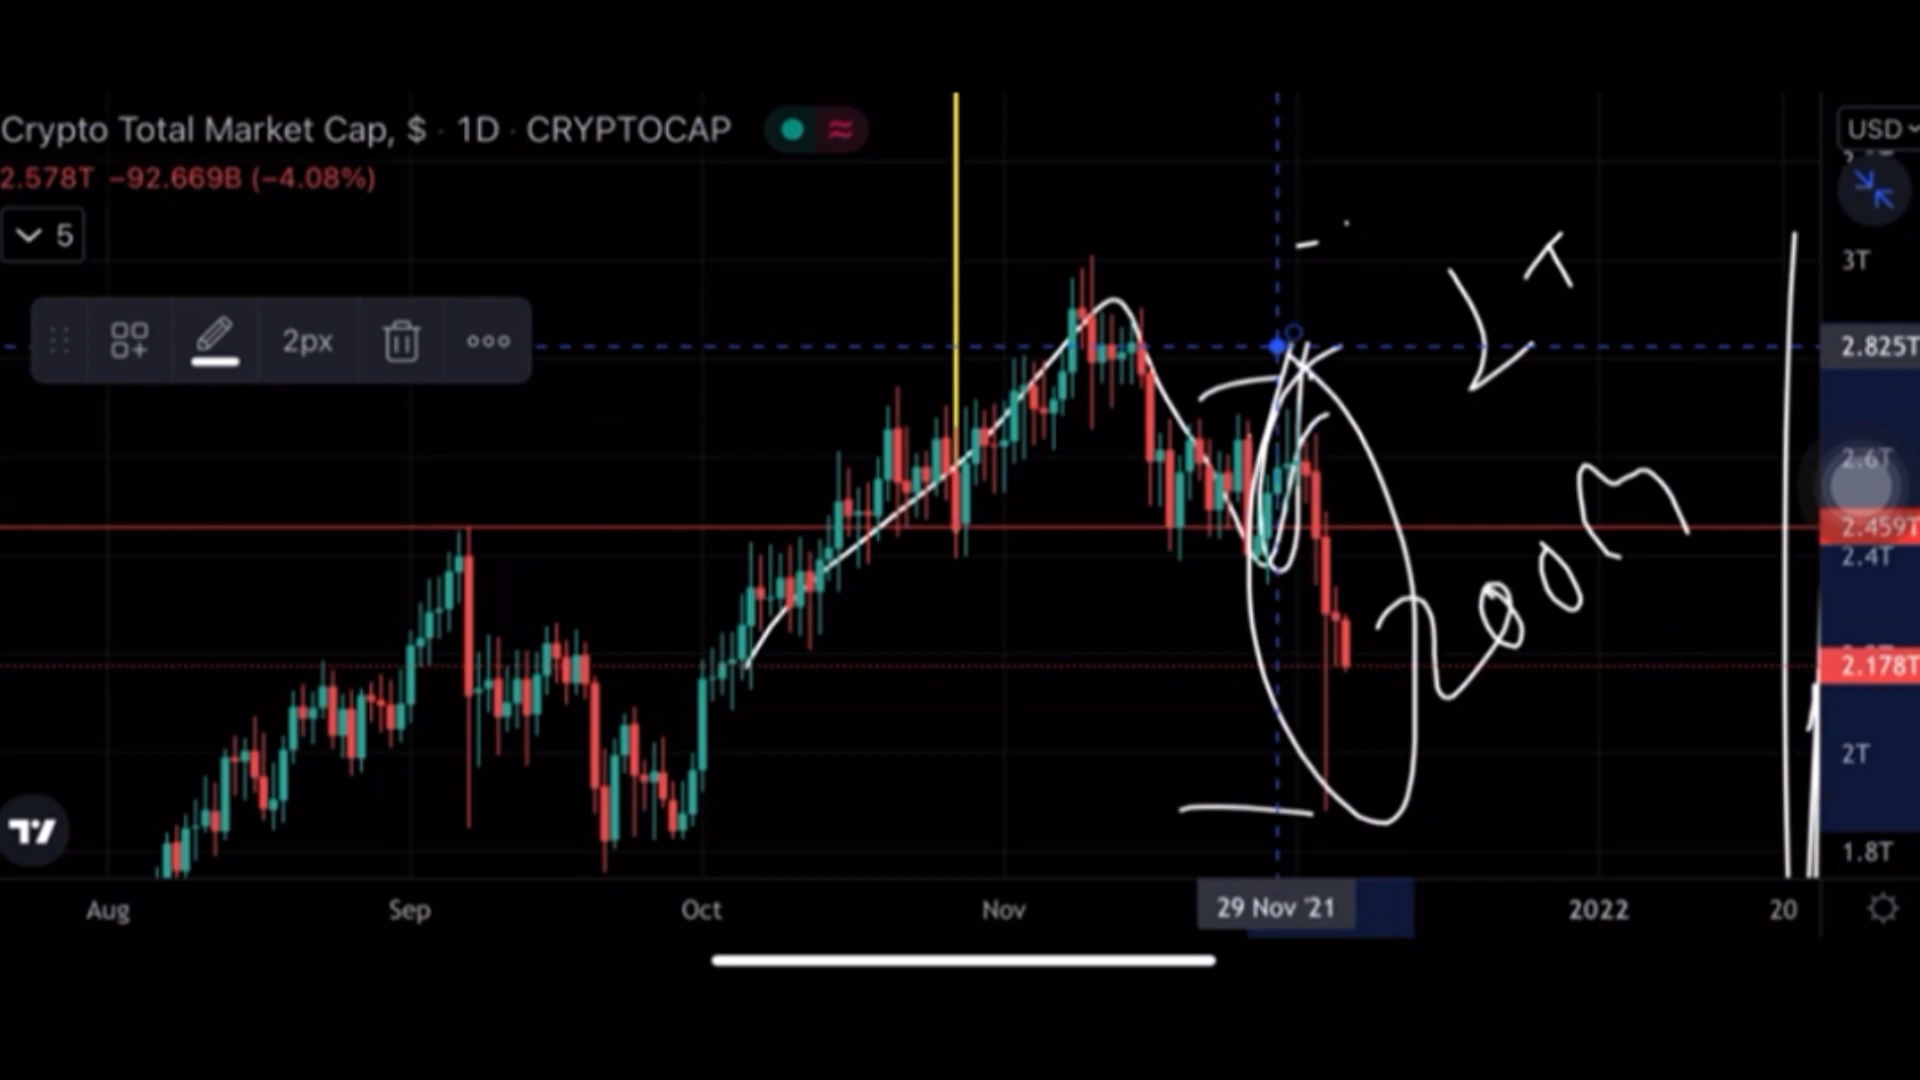 Crypto Total Market Cap, $ · 1D · CRYPTOCAP
USD
2.578T −92.669B (−4.08%)
5
3T
2px
2.825T
2.6T
2.459T
2.4T
200m
2.178T
2T
1.8T
Aug Sep Oct Nov 29 Nov '21 2022 20